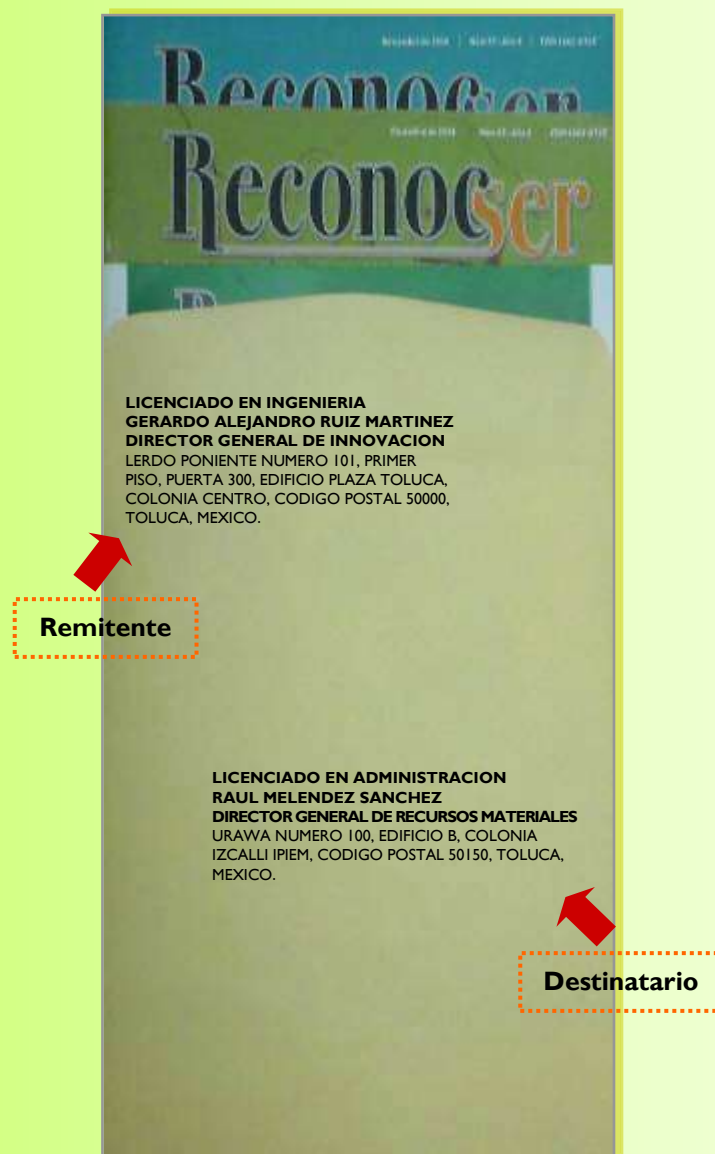 Reconocser
Reconocser
LICENCIADO EN INGENIERIA
GERARDO ALEJANDRO RUIZ MARTINEZ
DIRECTOR GENERAL DE INNOVACION
LERDO PONIENTE NUMERO 101, PRIMER
PISO, PUERTA 300, EDIFICIO PLAZA TOLUCA,
COLONIA CENTRO, CODIGO POSTAL 50000,
TOLUCA, MEXICO.
Remitente
LICENCIADO EN ADMINISTRACION
RAUL MELENDEZ SANCHEZ
DIRECTOR GENERAL DE RECURSOS MATERIALES
URAWA NUMERO 100, EDIFICIO B, COLONIA
IZCALLI IPIEM, CODIGO POSTAL 50150, TOLUCA,
MEXICO.
Destinatario